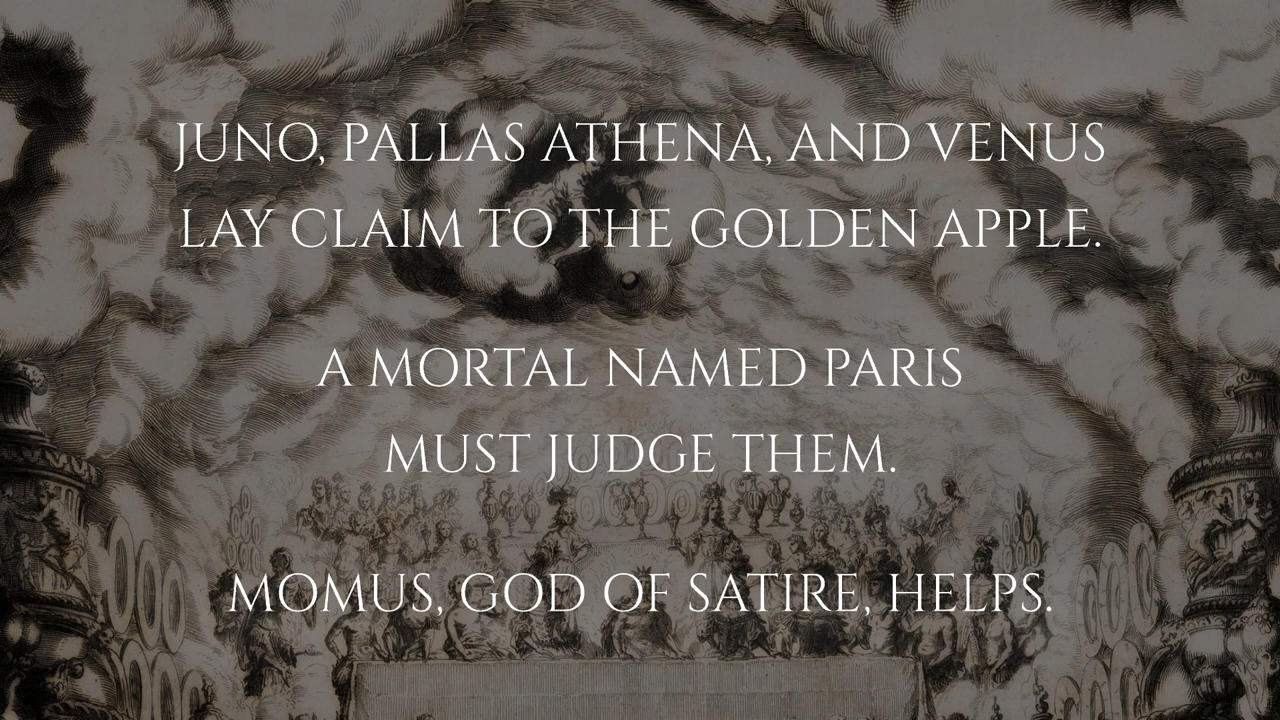 JUNO, PALLAS ATHENA, AND VENUS
LAY CLAIM TO THE GOLDEN APPLE.
A MORTAL NAMED PARIS
MUST JUDGE THEM.
MOMUS, GOD OF SATIRE, HELPS.